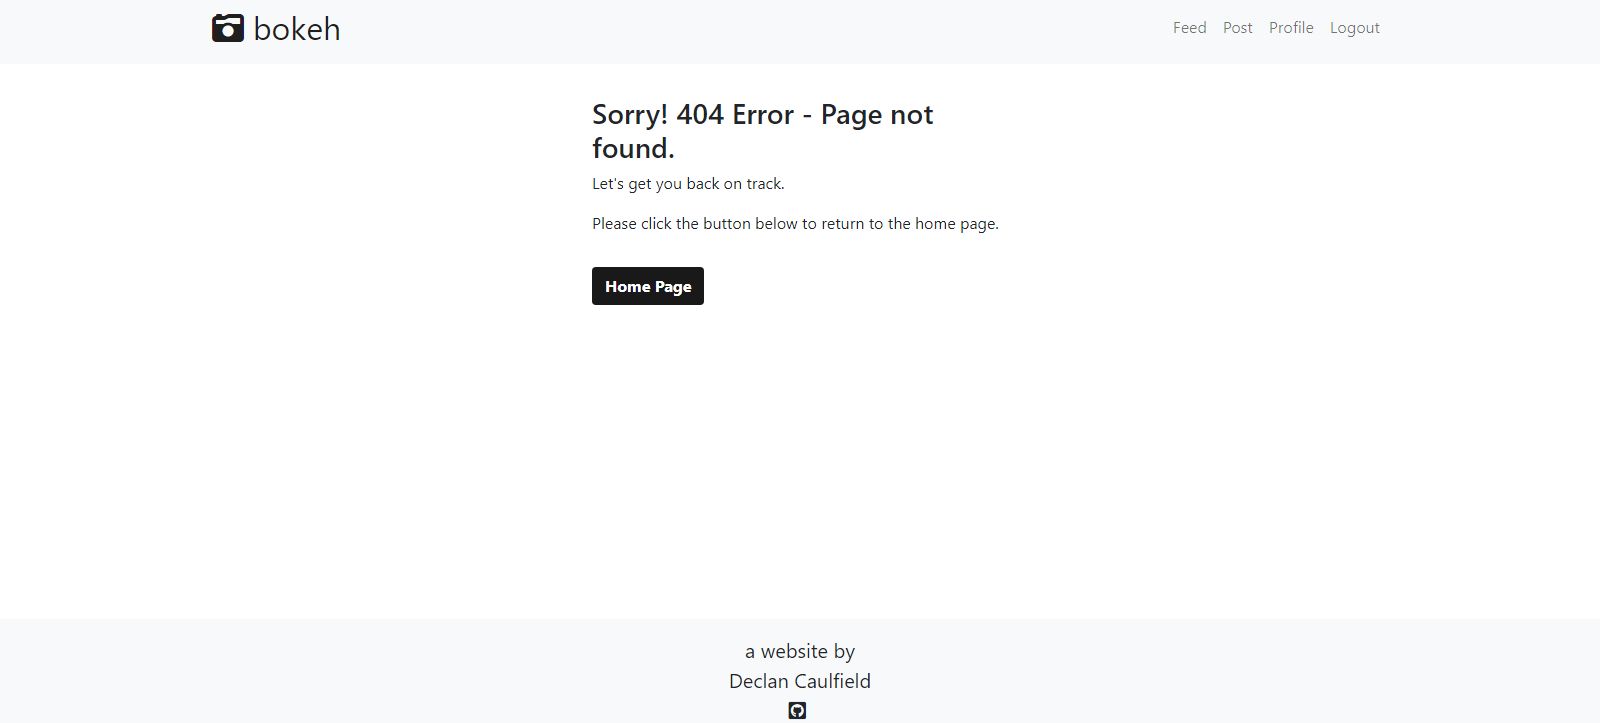 bokeh
Feed Post Profile Logout
Sorry! 404 Error - Page not
found.
Let's get you back on track.
Please click the button below to return to the home page.
Home Page
a website by
Declan Caulfield